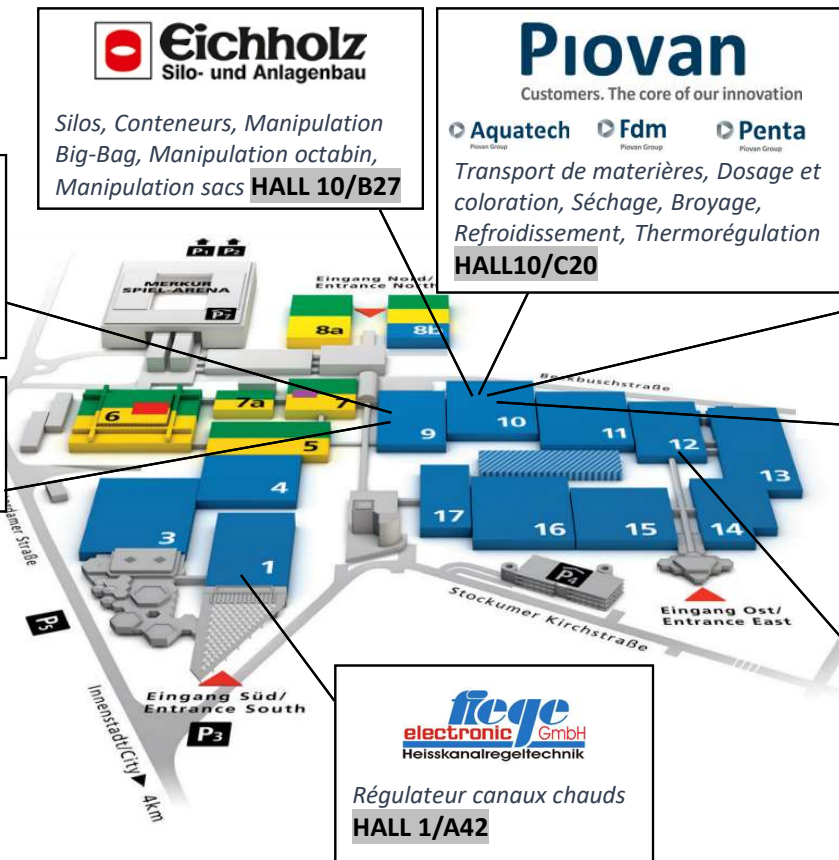 Eichholz
Silo- und Anlagenbau
Silos, Conteneurs, Manipulation
Big-Bag, Manipulation octabin,
Manipulation sacs HALL 10/B27
Piovan
Customers. The core of our innovation
Aquatech Fdm Penta
Piovan Group Piovan Group Piovan Group
Transport de materières, Dosage et
coloration, Séchage, Broyage,
Refroidissement, Thermorégulation
HALL10/C20
P1 P2
MERKUR
SPIEL-ARENA
P7
Eingang Nord/
Entrance North
8a
8b
6
7a
7
5
9
10
11
12
13
4
3
1
17
16
15
14
P4
Stockumer Kirchstraße
Eingang Ost/
Entrance East
P5
Eingang Süd/
Entrance South
P3
Innenstadt/City
4km
fiege
electronic GmbH
Heisskanalregeltechnik
Régulateur canaux chauds
HALL 1/A42